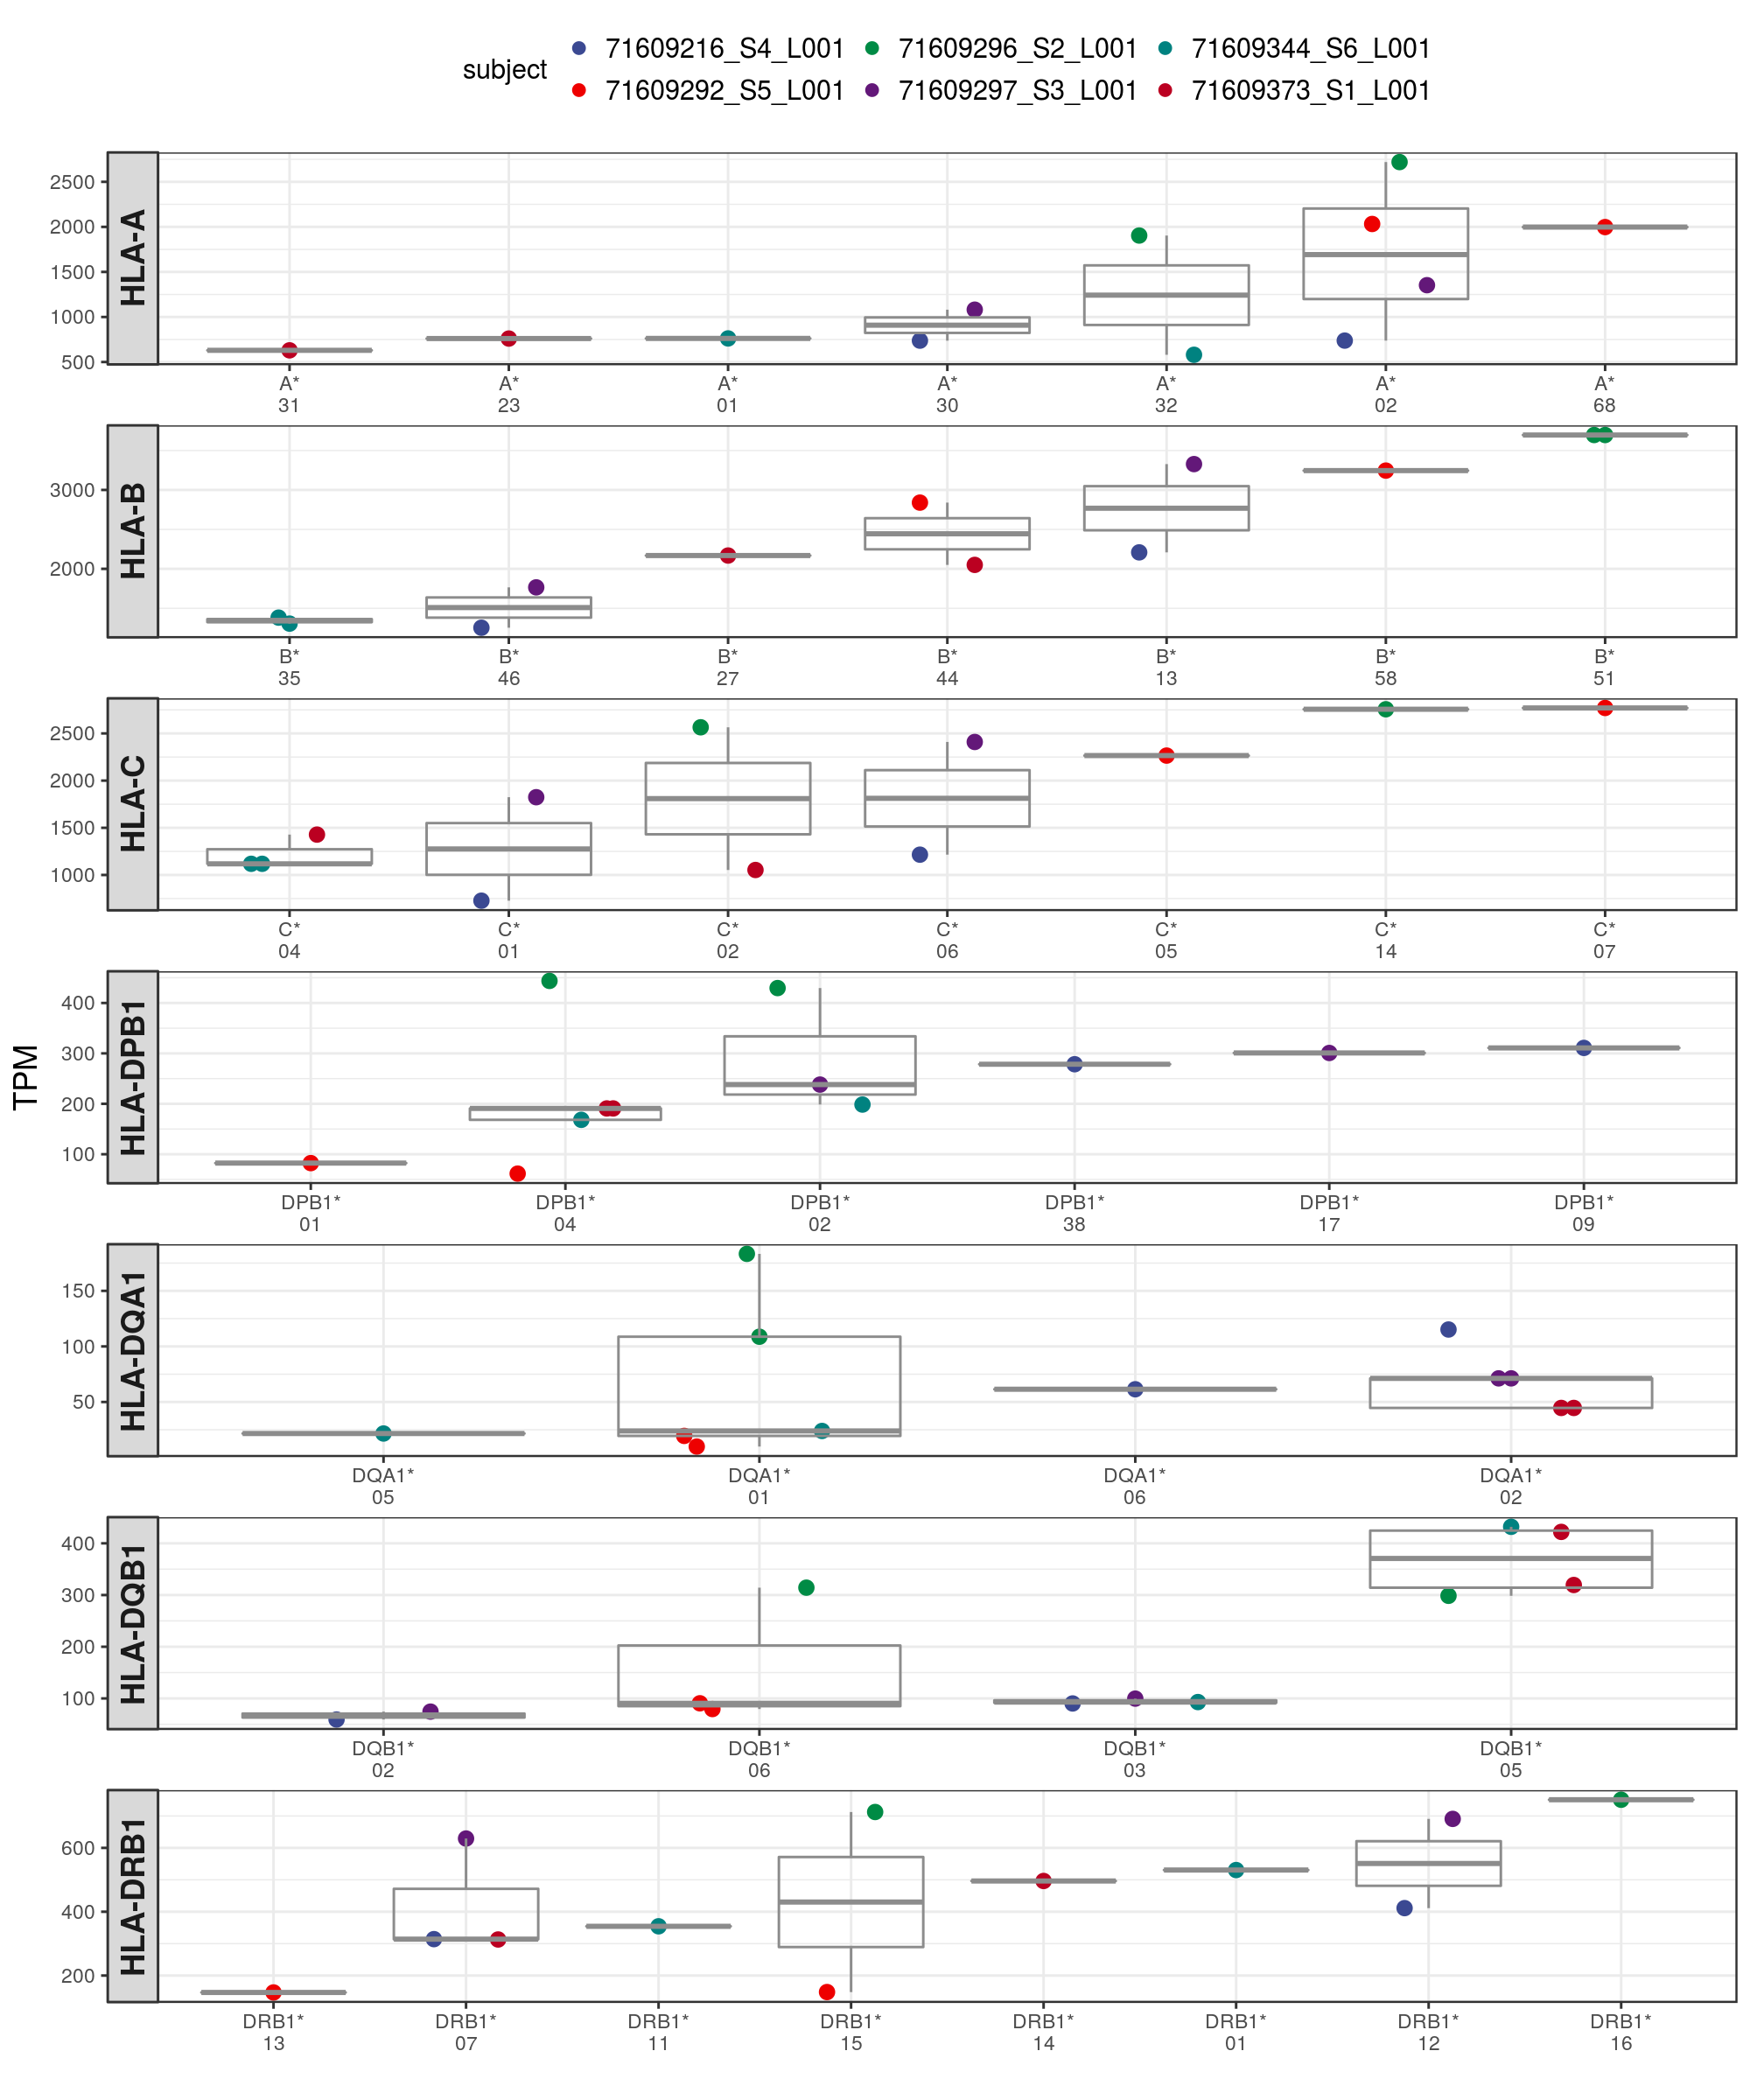 subject
71609216_S4_L001 71609296_S2_L001 71609344_S6_L001
71609292_S5_L001 71609297_S3_L001 71609373_S1_L001
TPM
HLA-A
2500
2000
1500
1000
500
A* A* A* A* A* A* A*
31 23 01 30 32 02 68
HLA-B
3000
2000
B* B* B* B* B* B* B*
35 46 27 44 13 58 51
HLA-C
2500
2000
1500
1000
C* C* C* C* C* C* C*
04 01 02 06 05 14 07
HLA-DPB1
400
300
200
100
DPB1* DPB1* DPB1* DPB1* DPB1* DPB1*
01 04 02 38 17 09
HLA-DQA1
150
100
50
DQA1* DQA1* DQA1* DQA1*
05 01 06 02
HLA-DQB1
400
300
200
100
DQB1* DQB1* DQB1* DQB1*
02 06 03 05
HLA-DRB1
600
400
200
DRB1* DRB1* DRB1* DRB1* DRB1* DRB1* DRB1* DRB1*
13 07 11 15 14 01 12 16